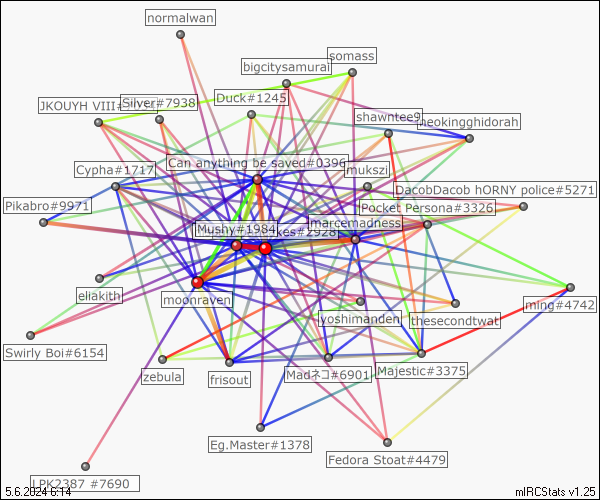 normalwan
somass
bigcitysamurai
JKOUYH VIII
Silver#7938
Duck#1245
shawntee9
neokingghidorah
Can anything be saved#0396
Cypha#1717
mukszi
DacobDacob hORNY police#5271
Pikabro#9971
Pocket Persona#3326
Mushy#1984
#2928
marcemadness
eliakith
moonraven
ming#4742
yoshimanden
thesecondtwat
Swirly Boi#6154
zebula
frisout
Madネコ#6901
Majestic#3375
Eg.Master#1378
Fedora Stoat#4479
LPK2387 #7690
5.6.2024 6:14
mIRCStats v1.25